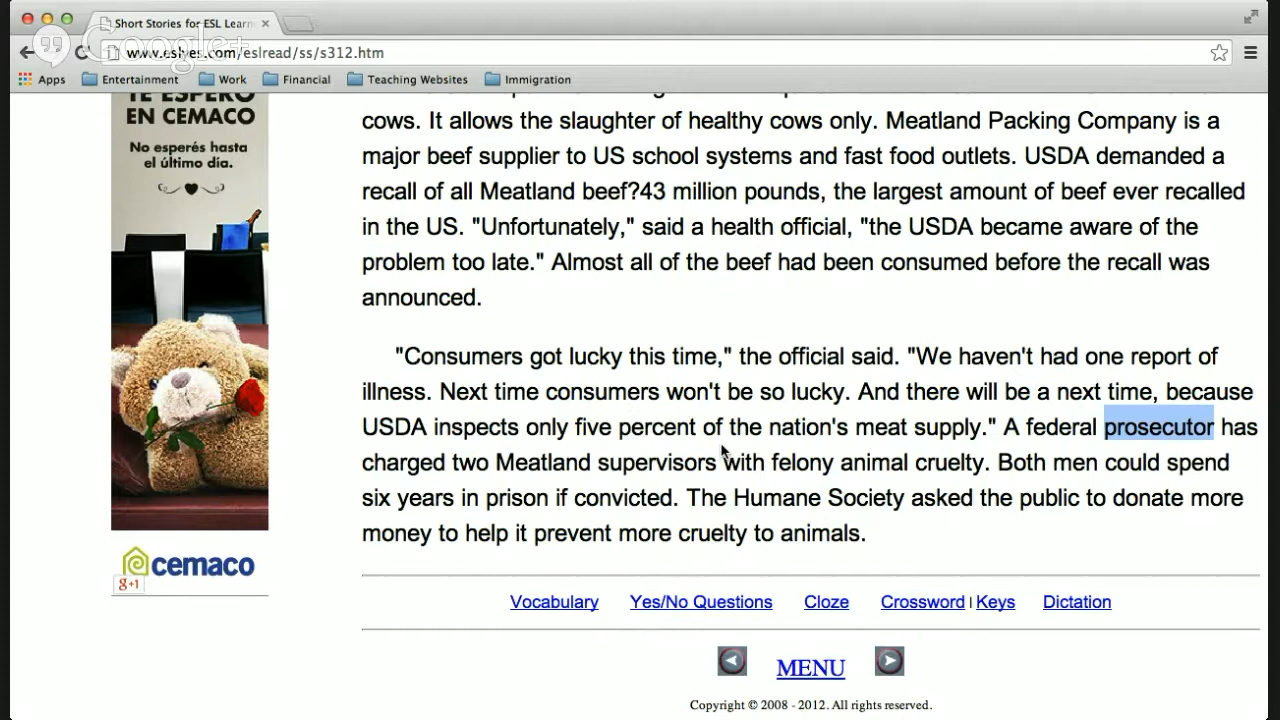 Short Stories for ESL Learn
Google+
www.eslyes.com/eslread/ss/s312.htm
Apps Entertainment Work Financial Teaching Websites Immigration
TE ESPERO
EN CEMACO
No esperés hasta
el último día.
cemaco
g+1
cows. It allows the slaughter of healthy cows only. Meatland Packing Company is a
major beef supplier to US school systems and fast food outlets. USDA demanded a
recall of all Meatland beef?43 million pounds, the largest amount of beef ever recalled
in the US. "Unfortunately," said a health official, "the USDA became aware of the
problem too late." Almost all of the beef had been consumed before the recall was
announced.
"Consumers got lucky this time," the official said. "We haven't had one report of
illness. Next time consumers won't be so lucky. And there will be a next time, because
USDA inspects only five percent of the nation's meat supply." A federal prosecutor has
charged two Meatland supervisors with felony animal cruelty. Both men could spend
six years in prison if convicted. The Humane Society asked the public to donate more
money to help it prevent more cruelty to animals.
Vocabulary Yes/No Questions Cloze Crossword | Keys Dictation
MENU
Copyright © 2008 - 2012. All rights reserved.